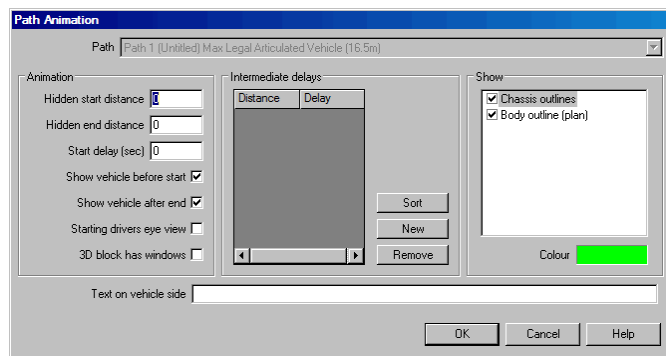 Path Animation
Path Path 1 (Untitled) Max Legal Articulated Vehicle (16.5m)
Animation
Hidden start distance 0
Hidden end distance 0
Start delay (sec) 0
Show vehicle before start
Show vehicle after end
Starting drivers eye view
3D block has windows
Intermediate delays
Distance Delay
Sort
New
Remove
Show
Chassis outlines
Body outline (plan)
Colour
Text on vehicle side
OK Cancel Help